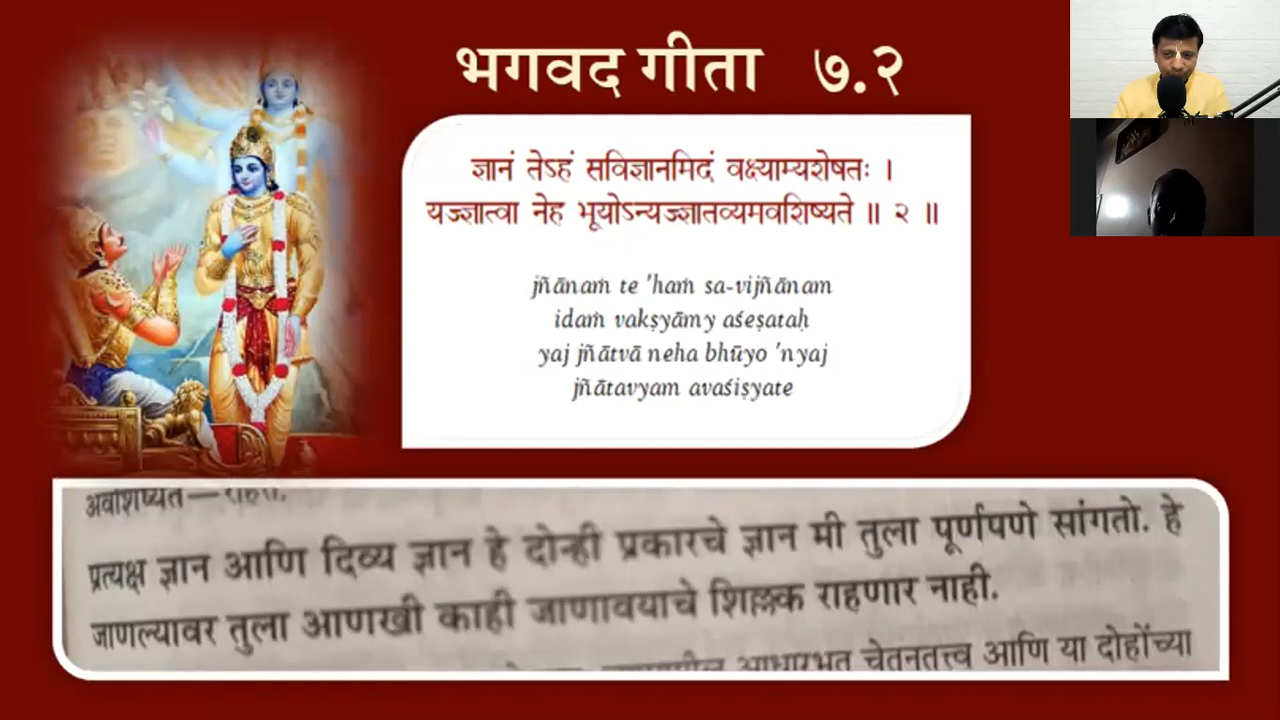 भगवद गीता ७.२
ज्ञानं तेऽहं सविज्ञानमिदं वक्ष्याम्यशेषतः ।
यज्ज्ञात्वा नेह भूयोऽन्यज्ज्ञातव्यमवशिष्यते ॥ २ ॥
jñānaṁ te 'haṁ sa-vijñānam
idaṁ vakṣyāmy aśeṣataḥ
yaj jñātvā neha bhūyo 'nyaj
jñātavyam avaśiṣyate
प्रत्यक्ष ज्ञान आणि दिव्य ज्ञान हे दोन्ही प्रकारचे ज्ञान मी तुला पूर्णपणे सांगतो. हे
जाणल्यावर तुला आणखी काही जाणावयाचे शिल्लक राहणार नाही.
आधारभूत चेतनतत्त्व आणि या दोहोंच्या